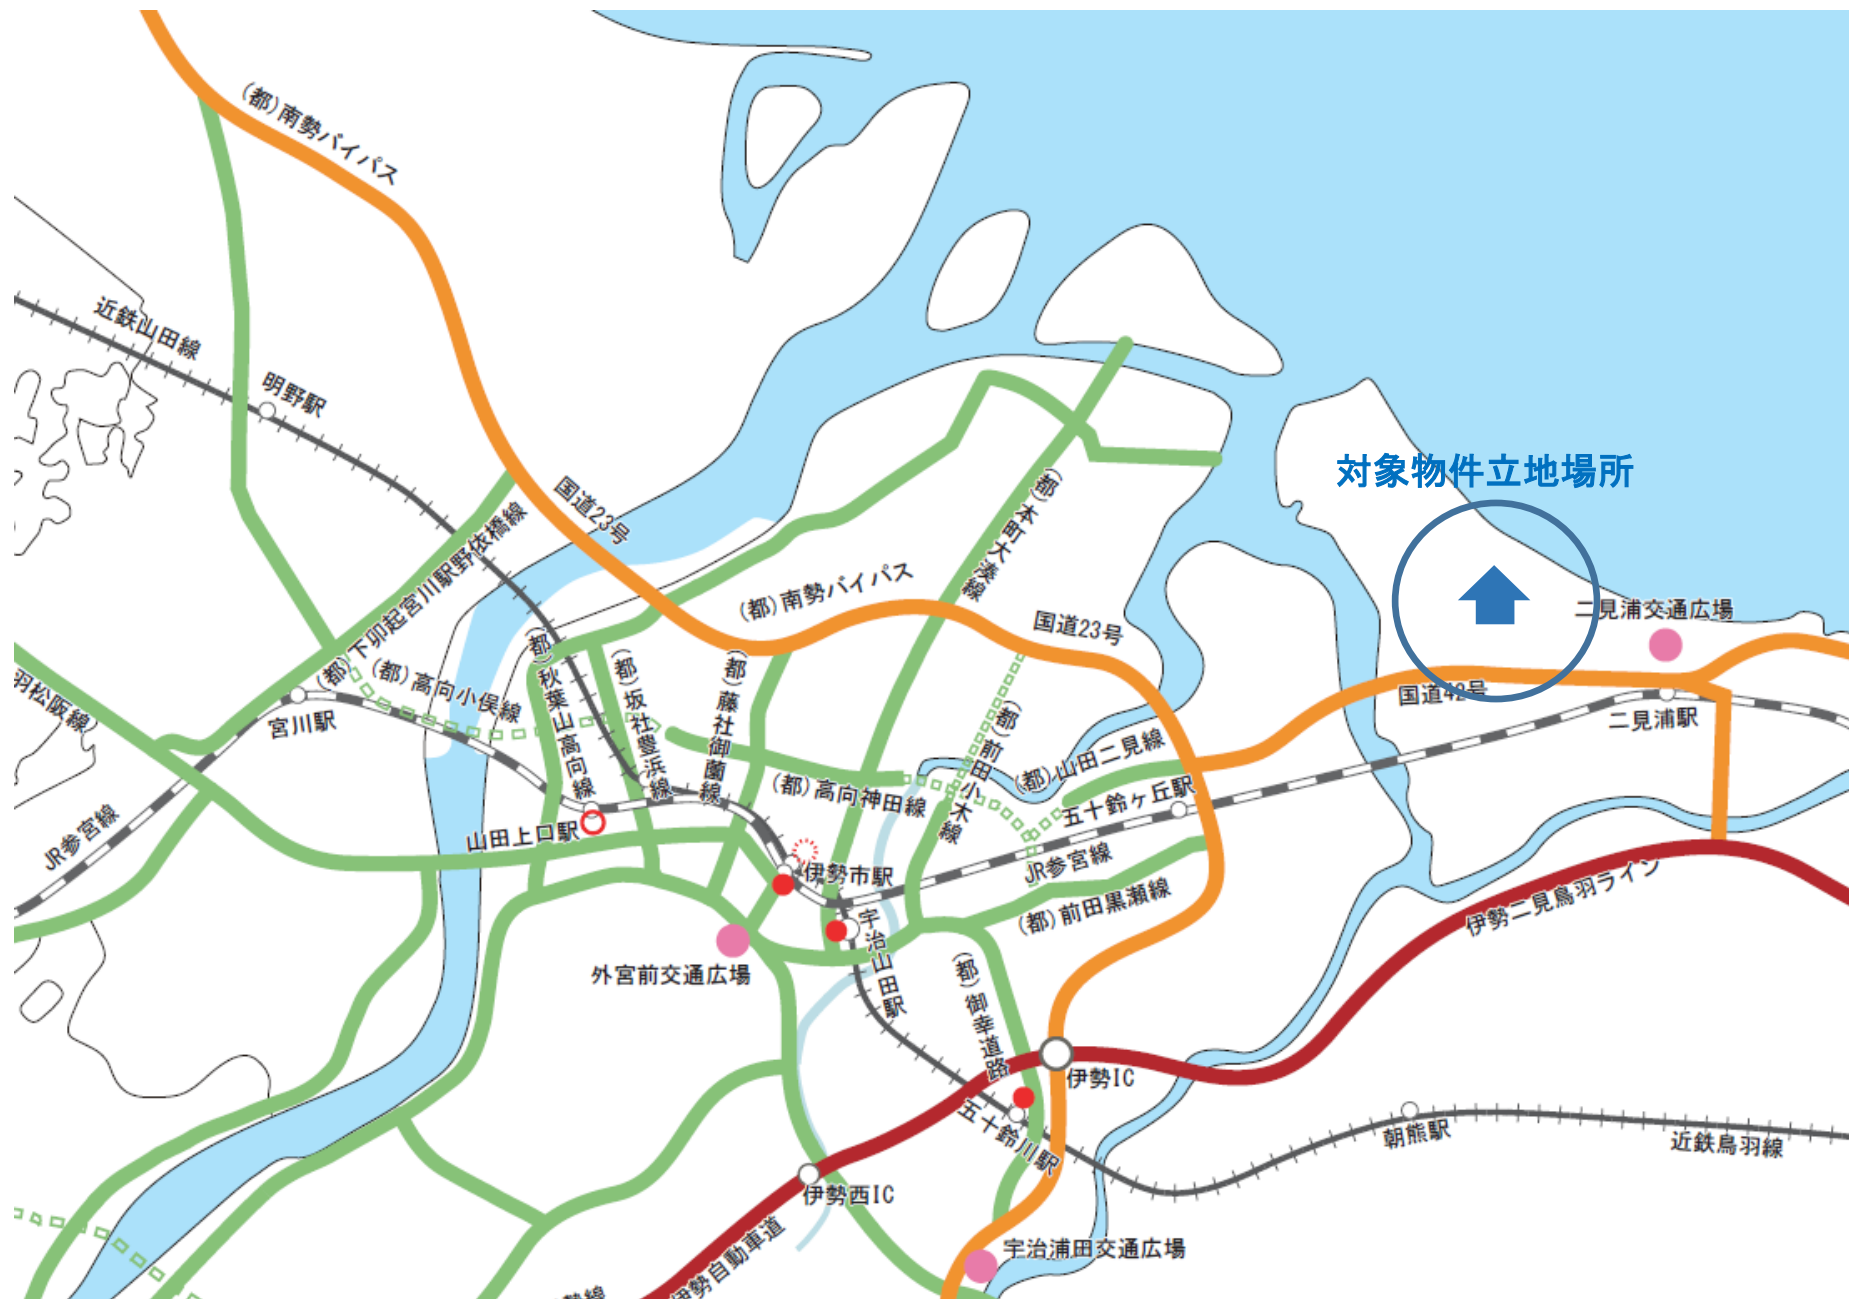 (都)南勢バイパス
近鉄山田線
明野駅
国道23号
(都)下卯起宮川駅野依橋線
(都)本町大湊線
対象物件立地場所
(都)南勢バイパス
国道23号
二見浦交通広場
羽松阪線)
宮川駅
(都)高向小俣線
(都)秋葉山高向線
(都)坂社豊浜線
(都)藤社御薗線
(都)前田小木線
(都)山田二見線
国道42号
二見浦駅
JR参宮線
山田上口駅
(都)高向神田線
五十鈴ヶ丘駅
伊勢市駅
JR参宮線
(都)前田黒瀬線
伊勢二見鳥羽ライン
宇治山田駅
外宮前交通広場
(都)御幸道路
伊勢IC
五十鈴川駅
朝熊駅
近鉄鳥羽線
伊勢西IC
宇治浦田交通広場
伊勢自動車道